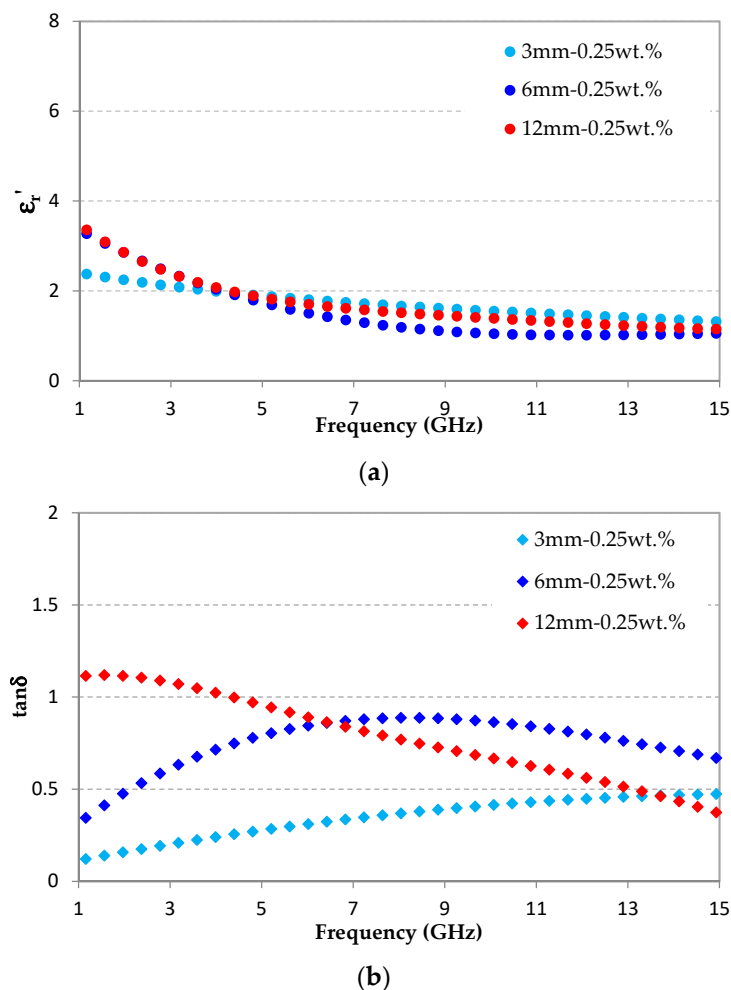 8
6
4
2
0
εr'
3mm-0.25wt.%
6mm-0.25wt.%
12mm-0.25wt.%
1 3 5 7 9 11 13 15
Frequency (GHz)
(a)
2
1.5
1
0.5
0
tanδ
3mm-0.25wt.%
6mm-0.25wt.%
12mm-0.25wt.%
1 3 5 7 9 11 13 15
Frequency (GHz)
(b)